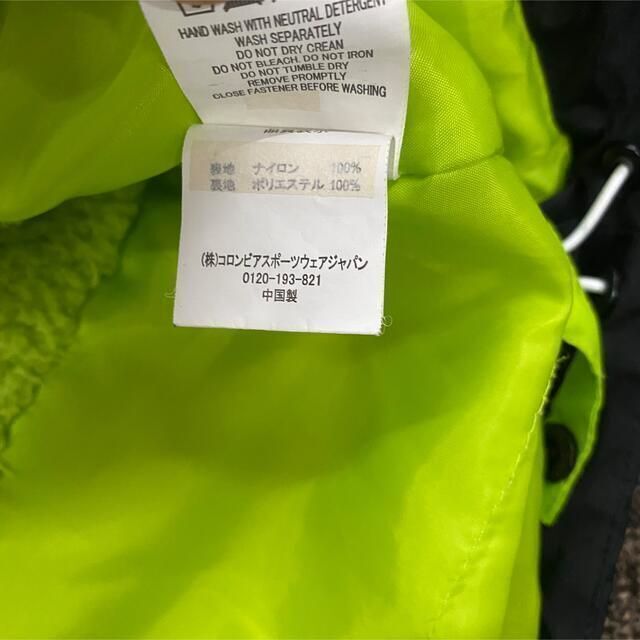 HAND WASH WITH NEUTRAL DETERGENT
WASH SEPARATELY
DO NOT DRY CREAN
DO NOT BLEACH. DO NOT IRON
DO NOT TUMBLE DRY
REMOVE PROMPTLY
CLOSE FASTENER BEFORE WASHING
表地 ナイロン 100%
裏地 ポリエステル 100%
(株)コロンビアスポーツウェアジャパン
0120-193-821
中国製